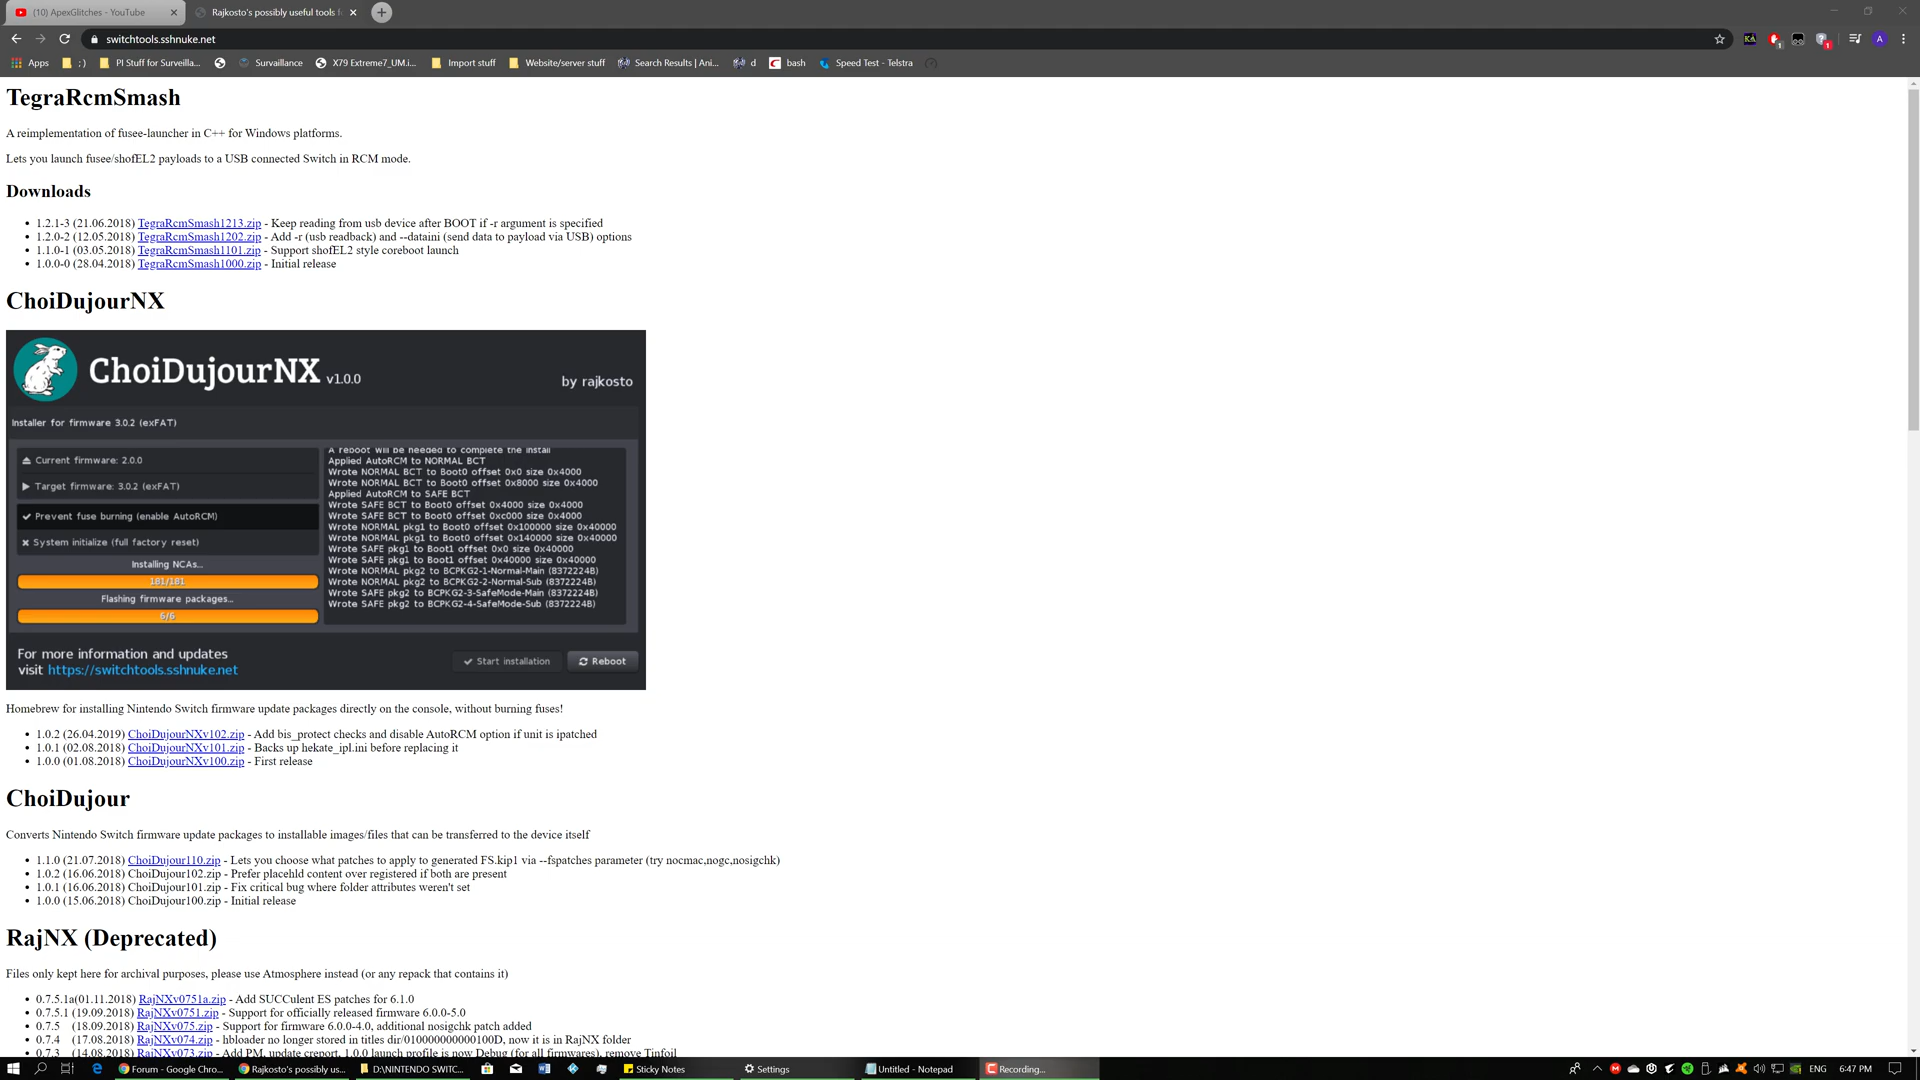 (10) ApexGlitches - YouTube
Rajkosto's possibly useful tools f
switchtools.sshnuke.net
Apps
; )
PI Stuff for Surveilla...
Survaillance
X79 Extreme7_UM.i...
Import stuff
Website/server stuff
Search Results | Ani...
d
bash
Speed Test - Telstra
TegraRcmSmash
A reimplementation of fusee-launcher in C++ for Windows platforms.
Lets you launch fusee/shofEL2 payloads to a USB connected Switch in RCM mode.
Downloads
• 1.2.1-3 (21.06.2018) TegraRcmSmash1213.zip - Keep reading from usb device after BOOT if -r argument is specified
• 1.2.0-2 (12.05.2018) TegraRcmSmash1202.zip - Add -r (usb readback) and --dataini (send data to payload via USB) options
• 1.1.0-1 (03.05.2018) TegraRcmSmash1101.zip - Support shofEL2 style coreboot launch
• 1.0.0-0 (28.04.2018) TegraRcmSmash1000.zip - Initial release
ChoiDujourNX
ChoiDujourNX v1.0.0
by rajkosto
Installer for firmware 3.0.2 (exFAT)
Current firmware: 2.0.0
Target firmware: 3.0.2 (exFAT)
Prevent fuse burning (enable AutoRCM)
System initialize (full factory reset)
Installing NCAs...
181/181
Flashing firmware packages...
6/6
A reboot will be needed to complete the install
Applied AutoRCM to NORMAL BCT
Wrote NORMAL BCT to Boot0 offset 0x0 size 0x4000
Wrote NORMAL BCT to Boot0 offset 0x8000 size 0x4000
Applied AutoRCM to SAFE BCT
Wrote SAFE BCT to Boot0 offset 0x4000 size 0x4000
Wrote SAFE BCT to Boot0 offset 0xc000 size 0x4000
Wrote NORMAL pkg1 to Boot0 offset 0x100000 size 0x40000
Wrote NORMAL pkg1 to Boot0 offset 0x140000 size 0x40000
Wrote SAFE pkg1 to Boot1 offset 0x0 size 0x40000
Wrote SAFE pkg1 to Boot1 offset 0x40000 size 0x40000
Wrote NORMAL pkg2 to BCPKG2-1-Normal-Main (8372224B)
Wrote NORMAL pkg2 to BCPKG2-2-Normal-Sub (8372224B)
Wrote SAFE pkg2 to BCPKG2-3-SafeMode-Main (8372224B)
Wrote SAFE pkg2 to BCPKG2-4-SafeMode-Sub (8372224B)
For more information and updates
visit https://switchtools.sshnuke.net
Start installation
Reboot
Homebrew for installing Nintendo Switch firmware update packages directly on the console, without burning fuses!
• 1.0.2 (26.04.2019) ChoiDujourNXv102.zip - Add bis_protect checks and disable AutoRCM option if unit is ipatched
• 1.0.1 (02.08.2018) ChoiDujourNXv101.zip - Backs up hekate_ipl.ini before replacing it
• 1.0.0 (01.08.2018) ChoiDujourNXv100.zip - First release
ChoiDujour
Converts Nintendo Switch firmware update packages to installable images/files that can be transferred to the device itself
• 1.1.0 (21.07.2018) ChoiDujour110.zip - Lets you choose what patches to apply to generated FS.kip1 via --fspatches parameter (try nocmac,nogc,nosigchk)
• 1.0.2 (16.06.2018) ChoiDujour102.zip - Prefer placehld content over registered if both are present
• 1.0.1 (16.06.2018) ChoiDujour101.zip - Fix critical bug where folder attributes weren't set
• 1.0.0 (15.06.2018) ChoiDujour100.zip - Initial release
RajNX (Deprecated)
Files only kept here for archival purposes, please use Atmosphere instead (or any repack that contains it)
• 0.7.5.1a(01.11.2018) RajNXv0751a.zip - Add SUCCulent ES patches for 6.1.0
• 0.7.5.1 (19.09.2018) RajNXv0751.zip - Support for officially released firmware 6.0.0-5.0
• 0.7.5 (18.09.2018) RajNXv075.zip - Support for firmware 6.0.0-4.0, additional nosigchk patch added
• 0.7.4 (17.08.2018) RajNXv074.zip - hbloader no longer stored in titles dir/010000000000100D, now it is in RajNX folder
• 0.7.3 (14.08.2018) RajNXv073.zip - Add PM, update creport, 1.0.0 launch profile is now Debug (for all firmwares), remove Tinfoil
Forum - Google Chro...
Rajkosto's possibly us...
D:\NINTENDO SWITC...
Sticky Notes
Settings
Untitled - Notepad
Recording...
ENG
6:47 PM